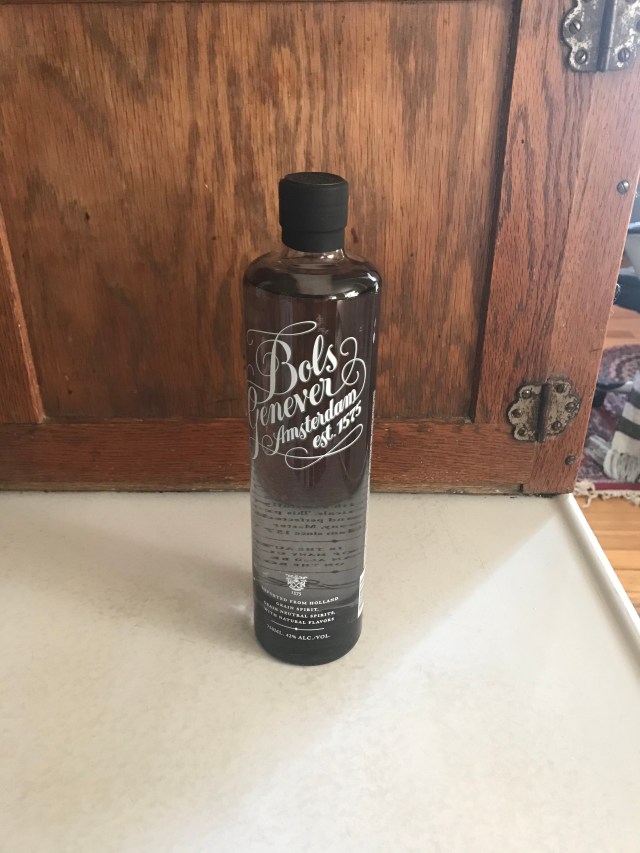 Bols
Genever
Amsterdam
est. 1575
1575
IMPORTED FROM HOLLAND
GRAIN SPIRIT,
GRAIN NEUTRAL SPIRITS,
WITH NATURAL FLAVORS
42% ALC./VOL.